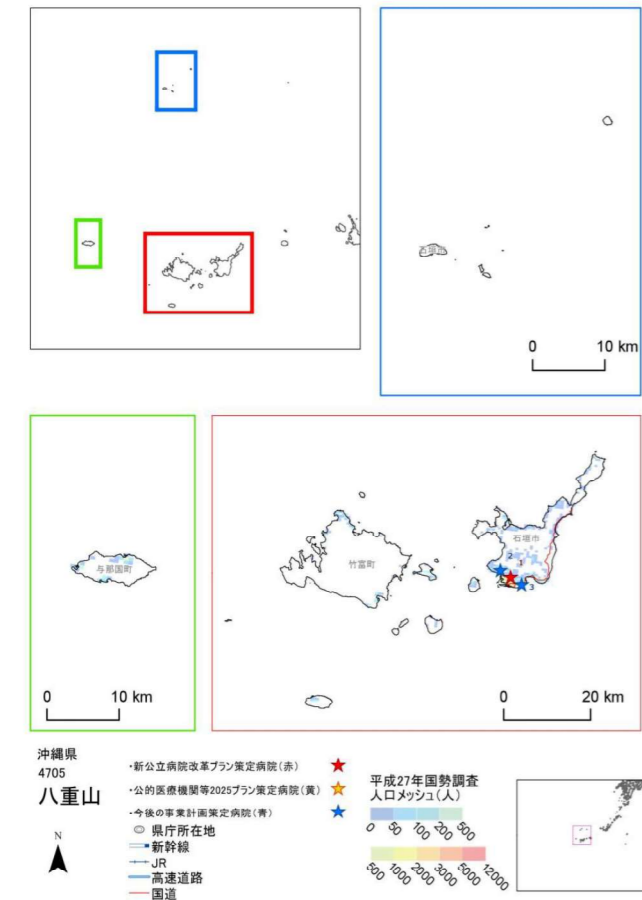 石垣市
0 10 km
与那国町
0 10 km
竹富町
石垣市
2
1
3
0 20 km
沖縄県
4705
八重山
N
・新公立病院改革プラン策定病院(赤)
・公的医療機関等2025プラン策定病院(黄)
・今後の事業計画策定病院(青)
県庁所在地
新幹線
JR
高速道路
国道
平成27年国勢調査
人口メッシュ(人)
0 50 100 200 500
500 1000 2000 3000 5000 12000